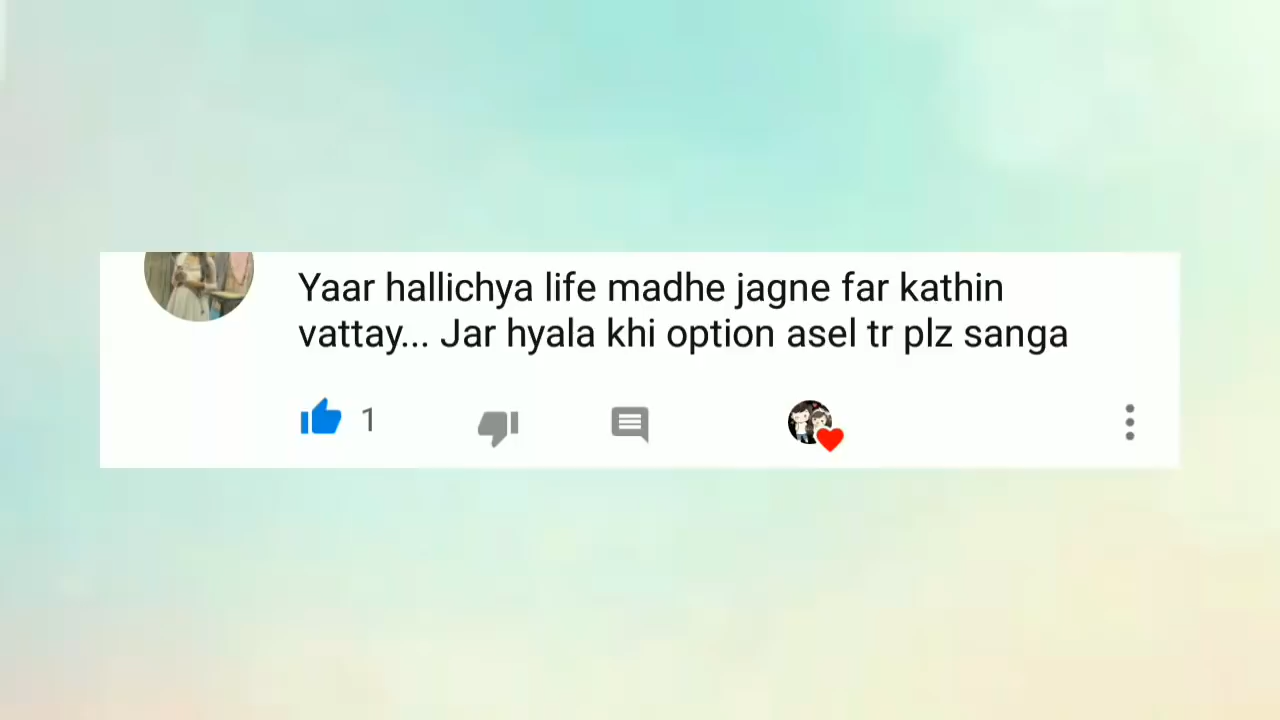 Yaar hallichya life madhe jagne far kathin
vattay... Jar hyala khi option asel tr plz sanga
1